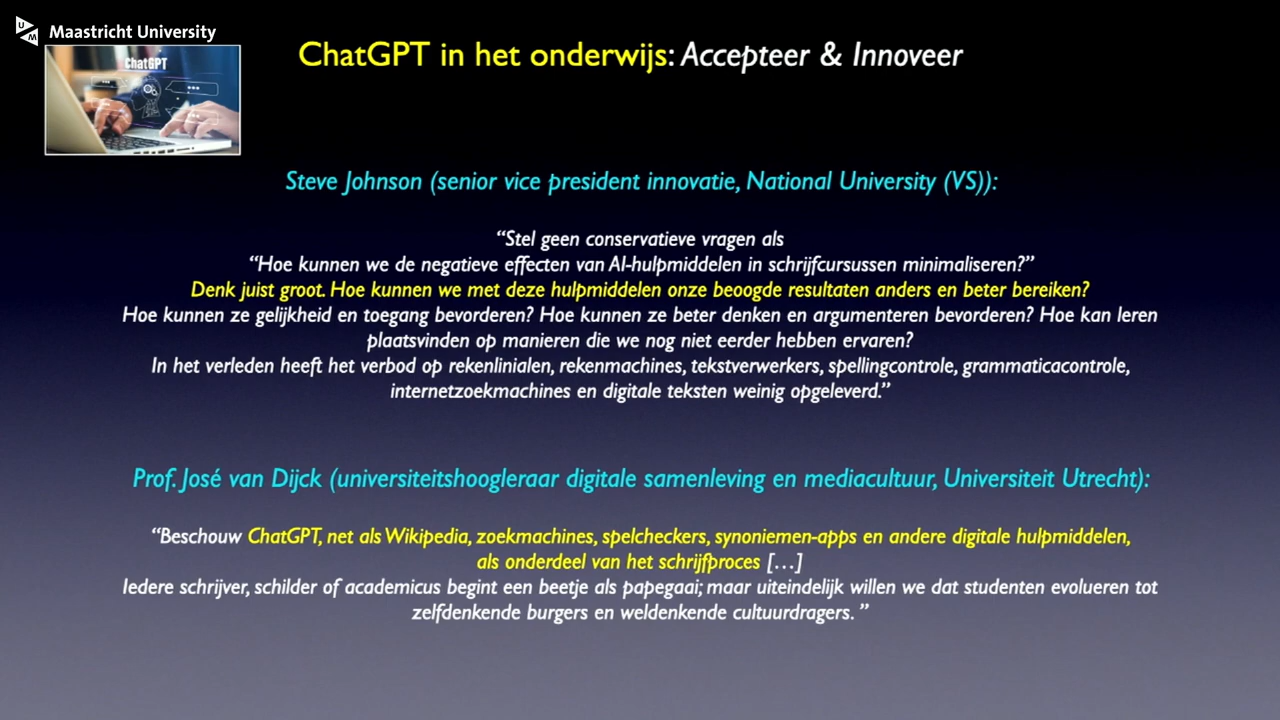 Maastricht University
ChatGPT in het onderwijs: Accepteer & Innoveer
ChatGPT
Steve Johnson (senior vice president innovatie, National University (VS)):
“Stel geen conservatieve vragen als
“Hoe kunnen we de negatieve effecten van AI-hulpmiddelen in schrijfcursussen minimaliseren?”
Denk juist groot. Hoe kunnen we met deze hulpmiddelen onze beoogde resultaten anders en beter bereiken?
Hoe kunnen ze gelijkheid en toegang bevorderen? Hoe kunnen ze beter denken en argumenteren bevorderen? Hoe kan leren
plaatsvinden op manieren die we nog niet eerder hebben ervaren?
In het verleden heeft het verbod op rekenlinialen, rekenmachines, tekstverwerkers, spellingcontrole, grammaticacontrole,
internetzoekmachines en digitale teksten weinig opgeleverd.”
Prof. José van Dijck (universiteitshoogleraar digitale samenleving en mediacultuur, Universiteit Utrecht):
“Beschouw ChatGPT, net als Wikipedia, zoekmachines, spelcheckers, synoniemen-apps en andere digitale hulpmiddelen,
als onderdeel van het schrijfproces […]
Iedere schrijver, schilder of academicus begint een beetje als papegaai; maar uiteindelijk willen we dat studenten evolueren tot
zelfdenkende burgers en weldenkende cultuurdragers. ”